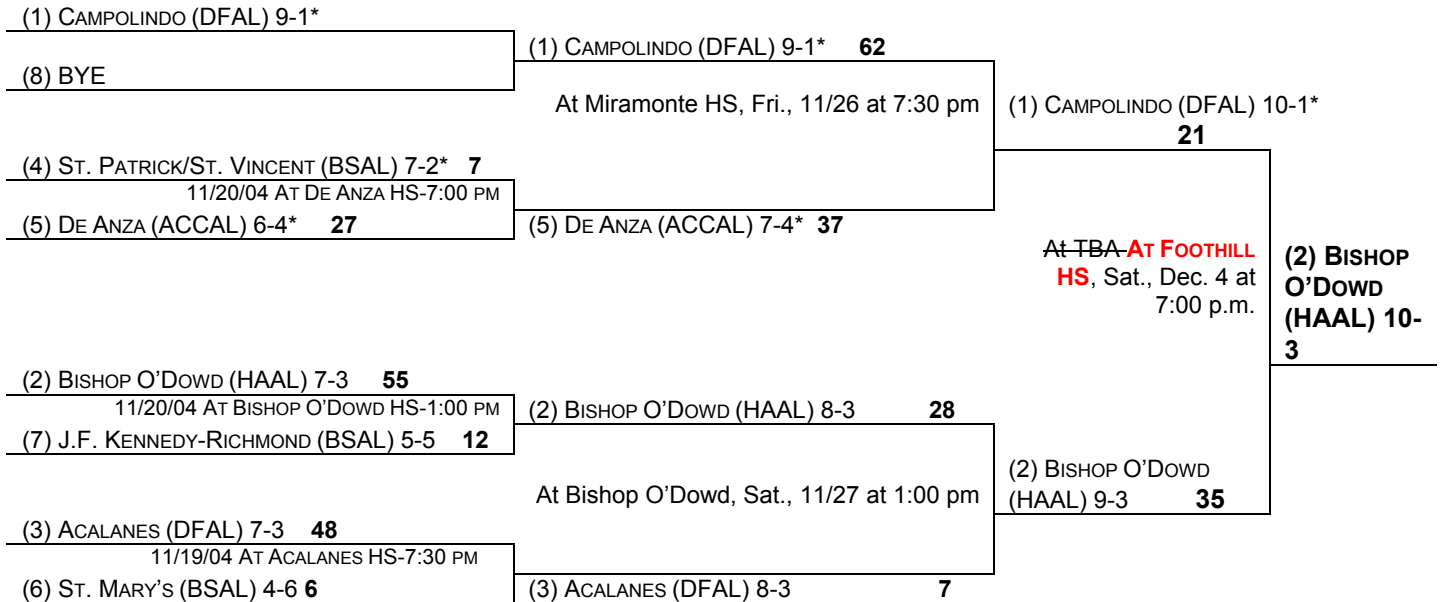 (1) CAMPOLINDO (DFAL) 9-1*
(8) BYE
(4) ST. PATRICK/ST. VINCENT (BSAL) 7-2* 7
11/20/04 AT DE ANZA HS-7:00 PM
(5) DE ANZA (ACCAL) 6-4* 27
(2) BISHOP O'DOWD (HAAL) 7-3 55
11/20/04 AT BISHOP O'DOWD HS-1:00 PM
(7) J.F. KENNEDY-RICHMOND (BSAL) 5-5 12
(3) ACALANES (DFAL) 7-3 48
11/19/04 AT ACALANES HS-7:30 PM
(6) ST. MARY'S (BSAL) 4-6 6
(1) CAMPOLINDO (DFAL) 9-1* 62
At Miramonte HS, Fri., 11/26 at 7:30 pm
(5) DE ANZA (ACCAL) 7-4* 37
(2) BISHOP O'DOWD (HAAL) 8-3 28
At Bishop O'Dowd, Sat., 11/27 at 1:00 pm
(3) ACALANES (DFAL) 8-3 7
(1) CAMPOLINDO (DFAL) 10-1*
21
At TBA AT FOOTHILL
HS, Sat., Dec. 4 at
7:00 p.m.
(2) BISHOP O'DOWD
(HAAL) 9-3 35
(2) BISHOP
O'DOWD
(HAAL) 10-
3